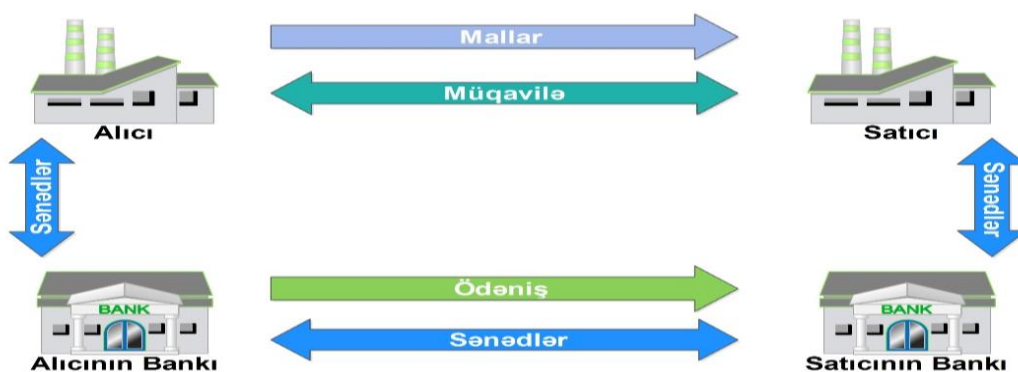 Mallar
Müqavilə
Alıcı
Satıcı
Sənədlər
Sənədlər
Ödəniş
BANK
BANK
Sənədlər
Alıcının Bankı
Satıcının Bankı